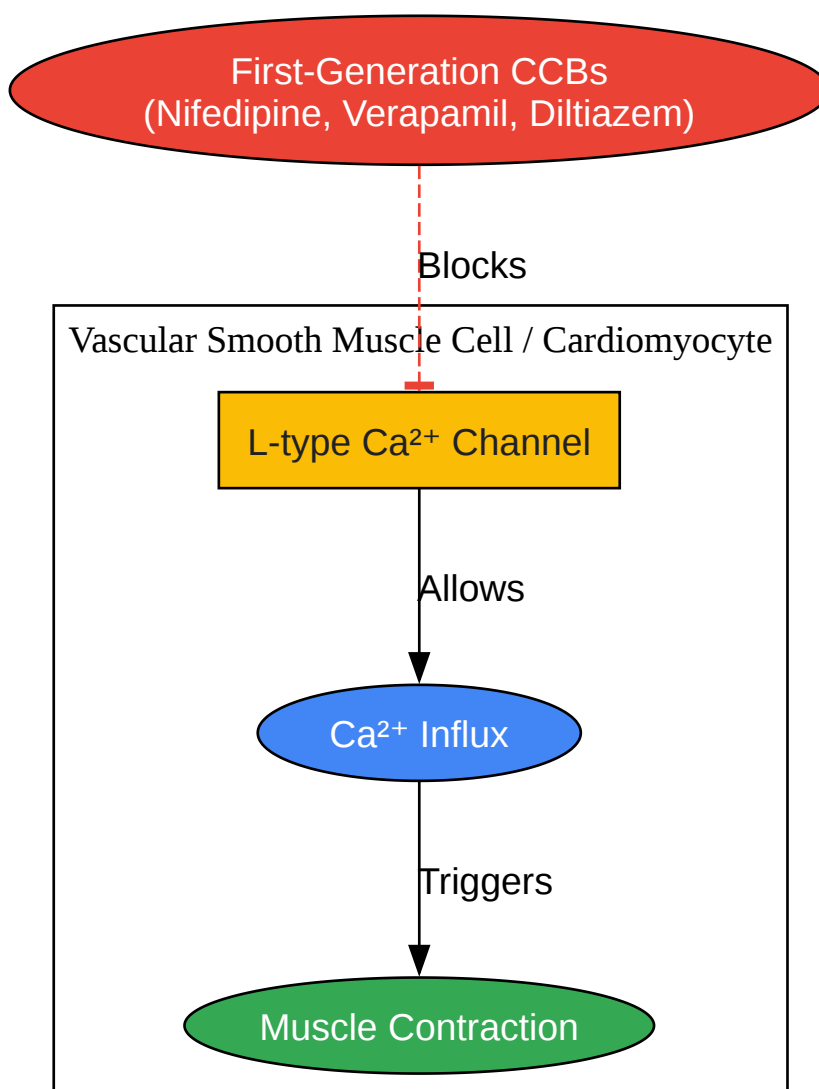 First-Generation CCBs
(Nifedipine, Verapamil, Diltiazem)
Blocks
Vascular Smooth Muscle Cell / Cardiomyocyte
L-type Ca²⁺ Channel
Allows
Ca²⁺ Influx
Triggers
Muscle Contraction